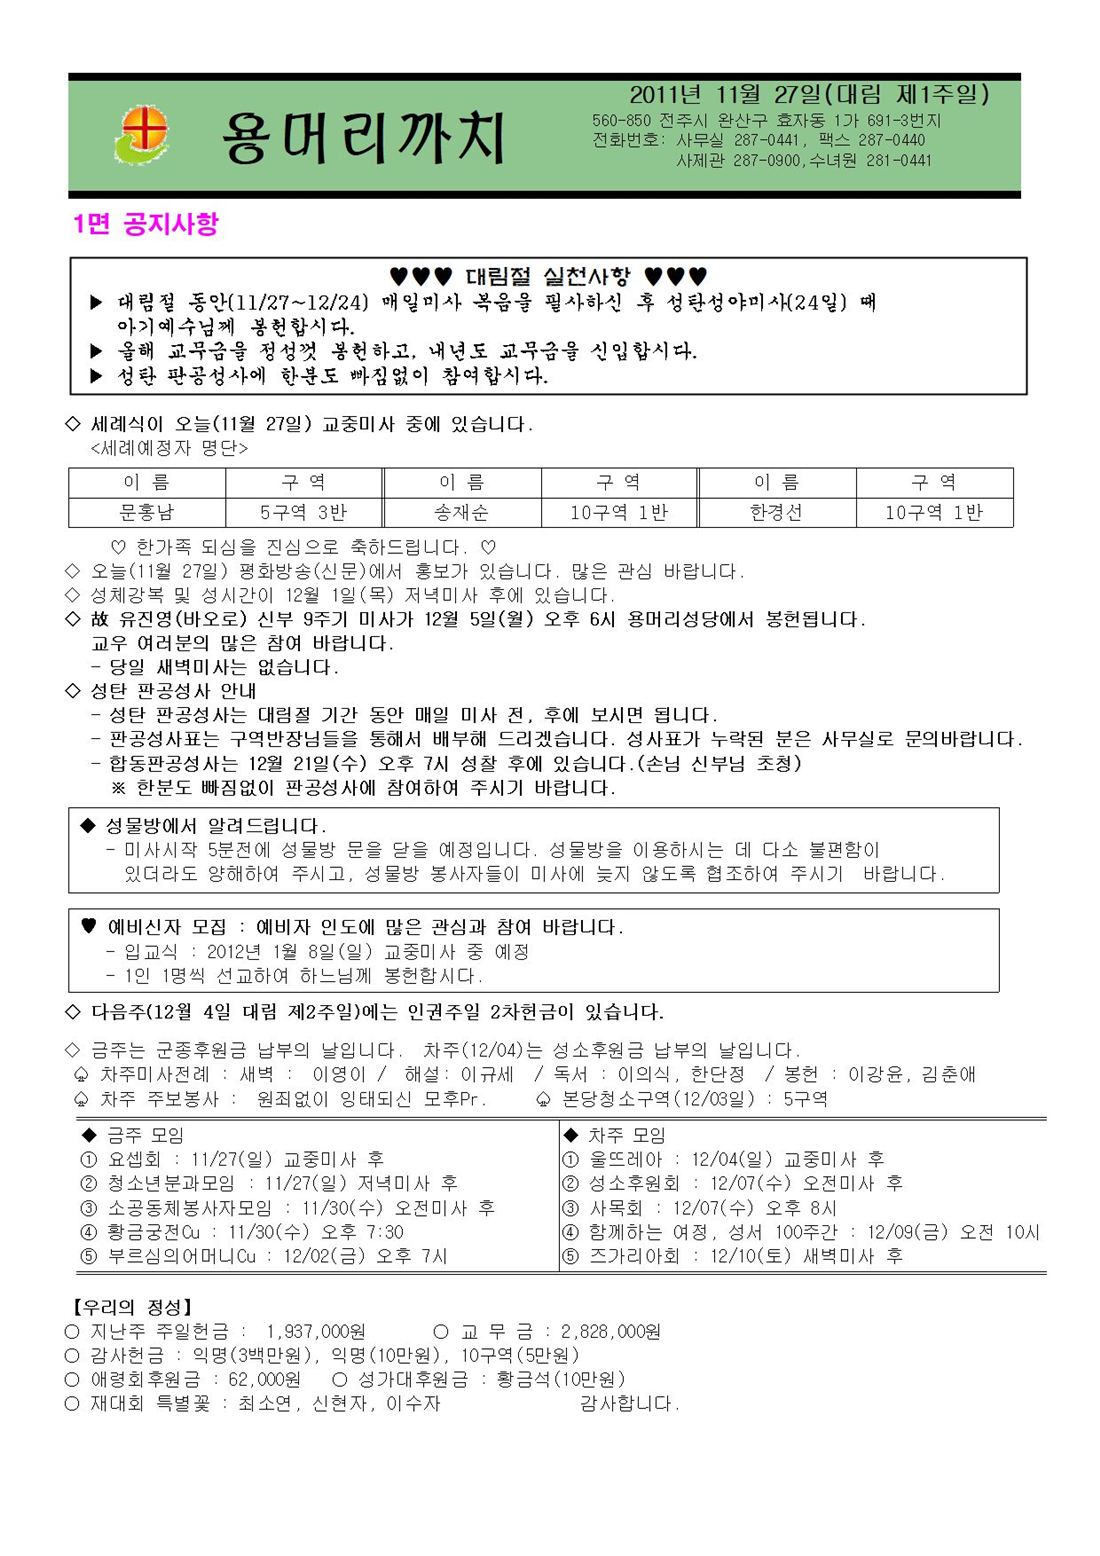 용머리까치
2011년 11월 27일(대림 제1주일)
560-850 전주시 완산구 효자동 1가 691-3번지
전화번호: 사무실 287-0441, 팩스 287-0440
사제관 287-0900,수녀원 281-0441
1면 공지사항
♥♥♥ 대림절 실천사항 ♥♥♥
▶ 대림절 동안(11/27~12/24) 매일미사 복음을 필사하신 후 성탄성야미사(24일) 때
아기예수님께 봉헌합시다.
▶ 올해 교무금을 정성껏 봉헌하고, 내년도 교무금을 신입합시다.
▶ 성탄 판공성사에 한분도 빠짐없이 참여합시다.
◇ 세례식이 오늘(11월 27일) 교중미사 중에 있습니다.
<세례예정자 명단>
이 름 구 역 이 름 구 역 이 름 구 역
문홍남 5구역 3반 송재순 10구역 1반 한경선 10구역 1반
♡ 한가족 되심을 진심으로 축하드립니다. ♡
◇ 오늘(11월 27일) 평화방송(신문)에서 홍보가 있습니다. 많은 관심 바랍니다.
◇ 성체강복 및 성시간이 12월 1일(목) 저녁미사 후에 있습니다.
◇ 故 유진영(바오로) 신부 9주기 미사가 12월 5일(월) 오후 6시 용머리성당에서 봉헌됩니다.
교우 여러분의 많은 참여 바랍니다.
- 당일 새벽미사는 없습니다.
◇ 성탄 판공성사 안내
- 성탄 판공성사는 대림절 기간 동안 매일 미사 전, 후에 보시면 됩니다.
- 판공성사표는 구역반장님들을 통해서 배부해 드리겠습니다. 성사표가 누락된 분은 사무실로 문의바랍니다.
- 합동판공성사는 12월 21일(수) 오후 7시 성찰 후에 있습니다.(손님 신부님 초청)
※ 한분도 빠짐없이 판공성사에 참여하여 주시기 바랍니다.
◆ 성물방에서 알려드립니다.
- 미사시작 5분전에 성물방 문을 닫을 예정입니다. 성물방을 이용하시는 데 다소 불편함이
있더라도 양해하여 주시고, 성물방 봉사자들이 미사에 늦지 않도록 협조하여 주시기 바랍니다.
♥ 예비신자 모집 : 예비자 인도에 많은 관심과 참여 바랍니다.
- 입교식 : 2012년 1월 8일(일) 교중미사 중 예정
- 1인 1명씩 선교하여 하느님께 봉헌합시다.
◇ 다음주(12월 4일 대림 제2주일)에는 인권주일 2차헌금이 있습니다.
◇ 금주는 군종후원금 납부의 날입니다. 차주(12/04)는 성소후원금 납부의 날입니다.
♤ 차주미사전례 : 새벽 : 이영이 / 해설: 이규세 / 독서 : 이의식, 한단정 / 봉헌 : 이강윤, 김춘애
♤ 차주 주보봉사 : 원죄없이 잉태되신 모후Pr. ♤ 본당청소구역(12/03일) : 5구역
◆ 금주 모임
① 요셉회 : 11/27(일) 교중미사 후
② 청소년분과모임 : 11/27(일) 저녁미사 후
③ 소공동체봉사자모임 : 11/30(수) 오전미사 후
④ 황금궁전Cu : 11/30(수) 오후 7:30
⑤ 부르심의어머니Cu : 12/02(금) 오후 7시
◆ 차주 모임
① 울뜨레아 : 12/04(일) 교중미사 후
② 성소후원회 : 12/07(수) 오전미사 후
③ 사목회 : 12/07(수) 오후 8시
④ 함께하는 여정, 성서 100주간 : 12/09(금) 오전 10시
⑤ 즈가리아회 : 12/10(토) 새벽미사 후
【우리의 정성】
○ 지난주 주일헌금 : 1,937,000원 ○ 교 무 금 : 2,828,000원
○ 감사헌금 : 익명(3백만원), 익명(10만원), 10구역(5만원)
○ 애령회후원금 : 62,000원 ○ 성가대후원금 : 황금석(10만원)
○ 재대회 특별꽃 : 최소연, 신현자, 이수자 감사합니다.